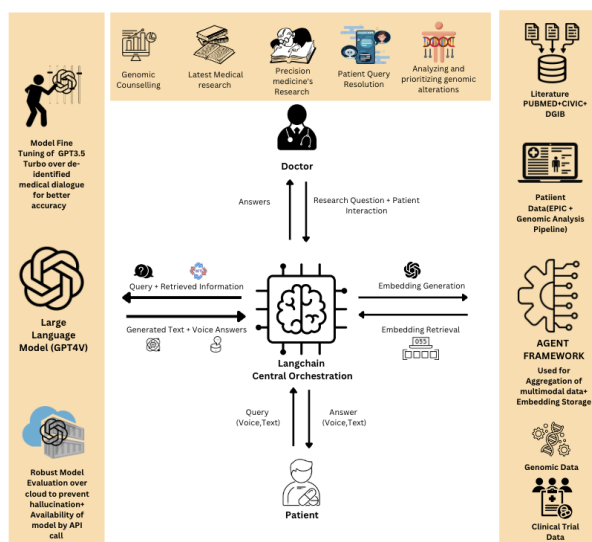 Genomic
Counselling
Latest Medical
research
Precision
medicine's
Research
Patient Query
Resolution
Analyzing and
prioritizing genomic
alterations
Model Fine
Tuning of GPT3.5
Turbo over de-
identified
medical dialogue
for better
accuracy
Large
Language
Model (GPT4V)
Robust Model
Evaluation over
cloud to prevent
hallucination+
Availability of
model by API
call
Doctor
Answers
Research Question + Patient
Interaction
Query + Retrieved Information
Generated Text + Voice Answers
Embedding Generation
Embedding Retrieval
Langchain
Central Orchestration
Query
(Voice,Text)
Answer
(Voice,Text)
Patient
Literature
PUBMED+CIVIC+
DGIB
Patiient
Data(EPIC +
Genomic Analysis
Pipeline)
AGENT
FRAMEWORK
Used for
Aggregation of
multimodal data+
Embedding Storage
Genomic Data
Clinical Trial
Data